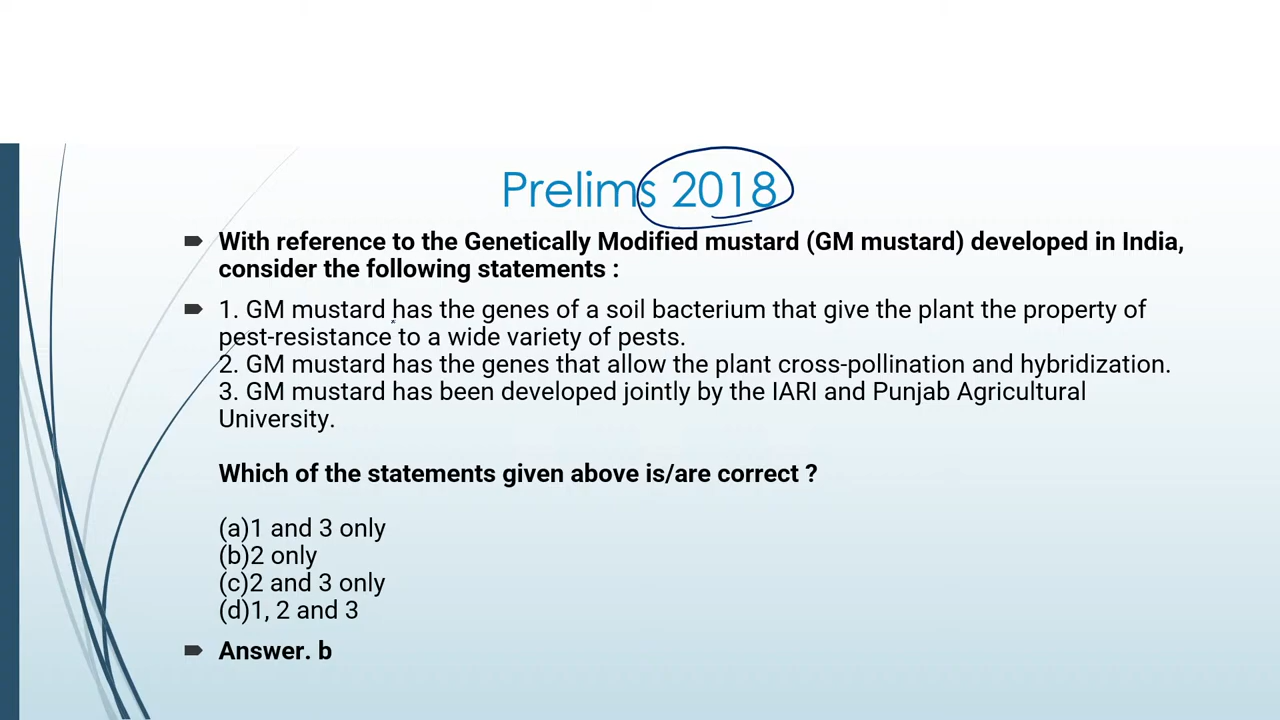 Prelims 2018
With reference to the Genetically Modified mustard (GM mustard) developed in India,
consider the following statements :
1. GM mustard has the genes of a soil bacterium that give the plant the property of
pest-resistance to a wide variety of pests.
2. GM mustard has the genes that allow the plant cross-pollination and hybridization.
3. GM mustard has been developed jointly by the IARI and Punjab Agricultural
University.
Which of the statements given above is/are correct ?
(a)1 and 3 only
(b)2 only
(c)2 and 3 only
(d)1, 2 and 3
Answer. b